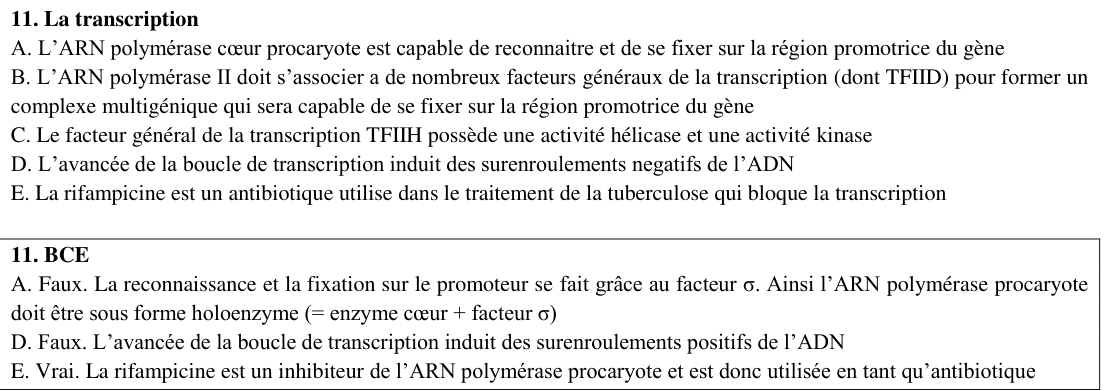 11. La transcription
A. L’ARN polymérase cœur procaryote est capable de reconnaitre et de se fixer sur la région promotrice du gène
B. L’ARN polymérase II doit s’associer a de nombreux facteurs généraux de la transcription (dont TFIID) pour former un
complexe multigénique qui sera capable de se fixer sur la région promotrice du gène
C. Le facteur général de la transcription TFIIH possède une activité hélicase et une activité kinase
D. L’avancée de la boucle de transcription induit des surenroulements negatifs de l’ADN
E. La rifampicine est un antibiotique utilise dans le traitement de la tuberculose qui bloque la transcription
11. BCE
A. Faux. La reconnaissance et la fixation sur le promoteur se fait grâce au facteur σ. Ainsi l’ARN polymérase procaryote
doit être sous forme holoenzyme (= enzyme cœur + facteur σ)
D. Faux. L’avancée de la boucle de transcription induit des surenroulements positifs de l’ADN
E. Vrai. La rifampicine est un inhibiteur de l’ARN polymérase procaryote et est donc utilisée en tant qu’antibiotique